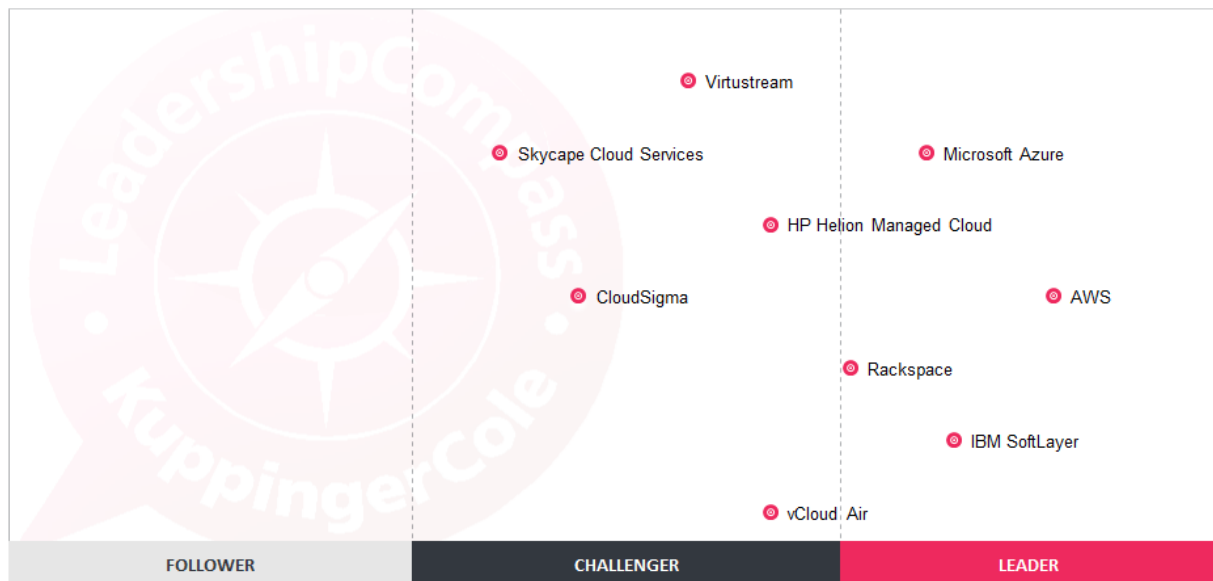 LeadershipCompass
KuppingerCole
Virtustream
Skycape Cloud Services
Microsoft Azure
HP Helion Managed Cloud
CloudSigma
AWS
Rackspace
IBM SoftLayer
vCloud Air
FOLLOWER
CHALLENGER
LEADER